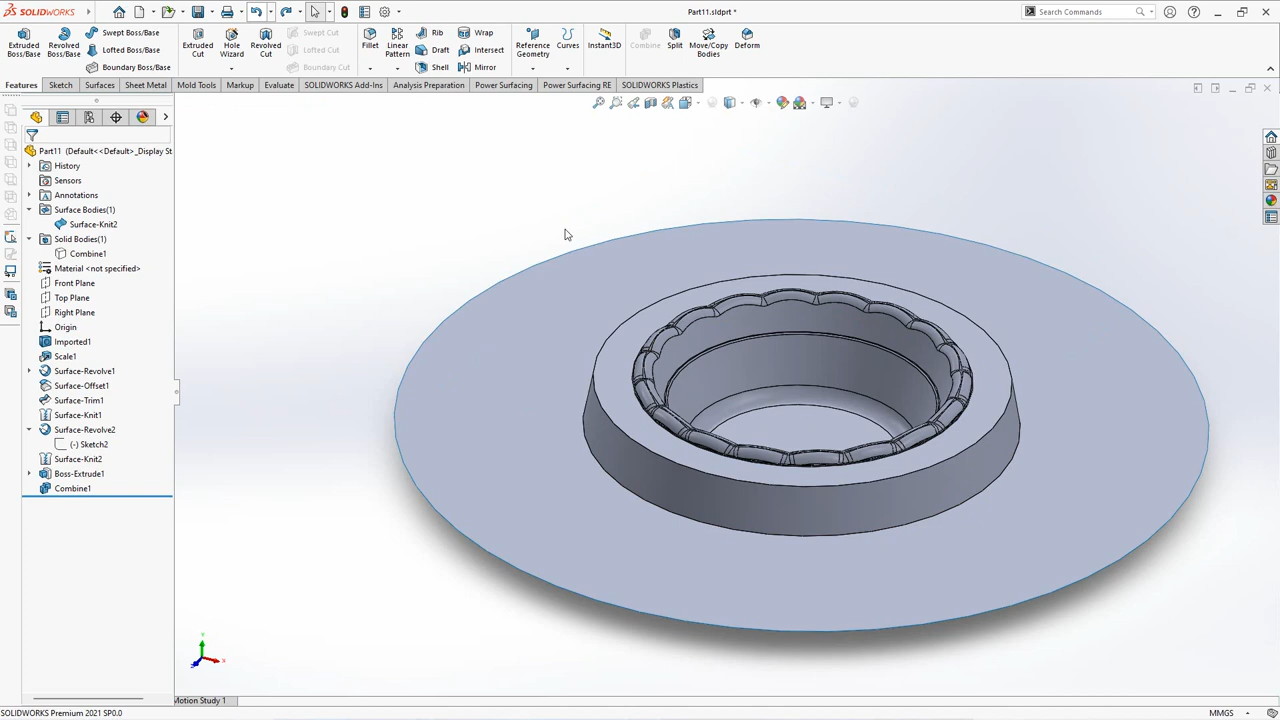 SOLIDWORKS
Part11.sldprt *
Search Commands
Extruded Boss/Base
Revolved Boss/Base
Swept Boss/Base
Lofted Boss/Base
Boundary Boss/Base
Extruded Cut
Hole Wizard
Revolved Cut
Swept Cut
Lofted Cut
Boundary Cut
Fillet
Linear Pattern
Rib
Draft
Shell
Wrap
Intersect
Mirror
Reference Geometry
Curves
Instant3D
Combine
Split
Move/Copy Bodies
Deform
Features Sketch Surfaces Sheet Metal Mold Tools Markup Evaluate SOLIDWORKS Add-Ins Analysis Preparation Power Surfacing Power Surfacing RE SOLIDWORKS Plastics
Part11 (Default<<Default>_Display St
History
Sensors
Annotations
Surface Bodies(1)
Surface-Knit2
Solid Bodies(1)
Combine1
Material <not specified>
Front Plane
Top Plane
Right Plane
Origin
Imported1
Scale1
Surface-Revolve1
Surface-Offset1
Surface-Trim1
Surface-Knit1
Surface-Revolve2
(-) Sketch2
Surface-Knit2
Boss-Extrude1
Combine1
Y
X
Motion Study 1
SOLIDWORKS Premium 2021 SP0.0
MMGS